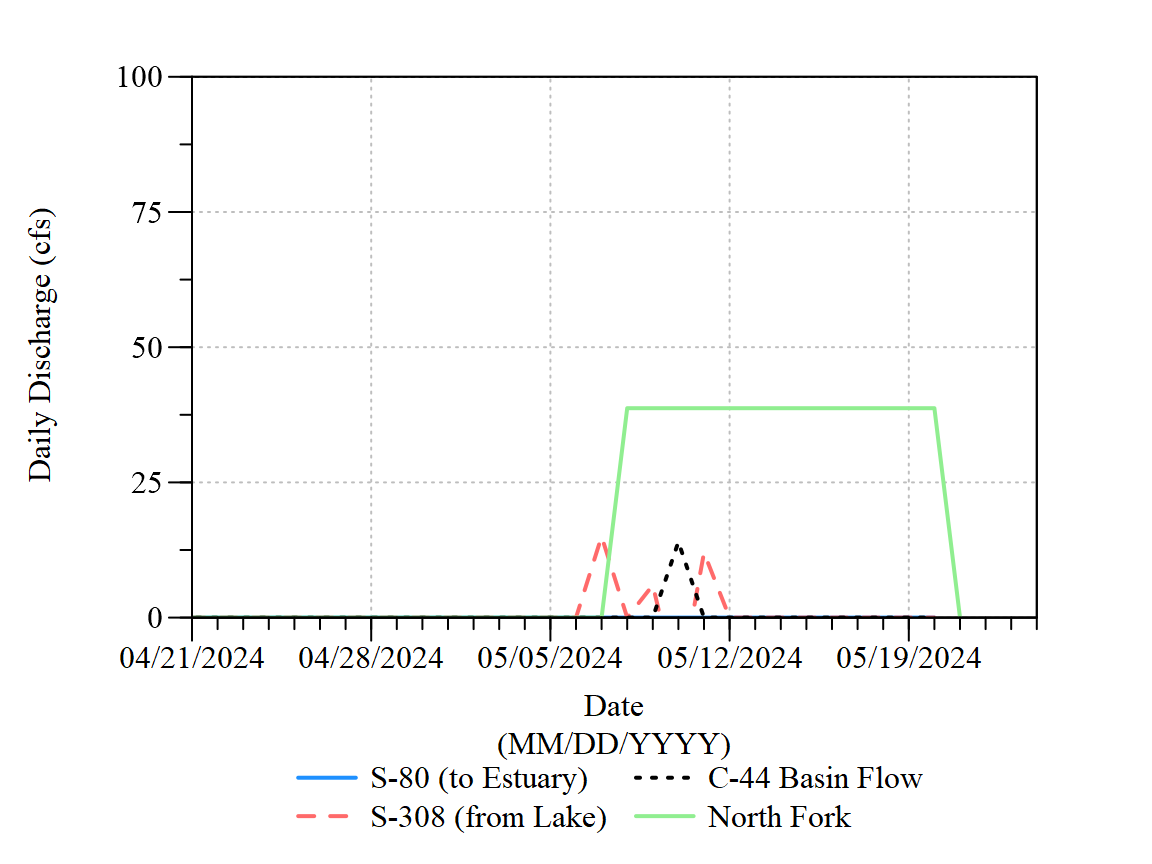 100
75
50
25
0
Daily Discharge (cfs)
04/21/2024 04/28/2024 05/05/2024 05/12/2024 05/19/2024
Date
(MM/DD/YYYY)
S-80 (to Estuary) C-44 Basin Flow
S-308 (from Lake) North Fork